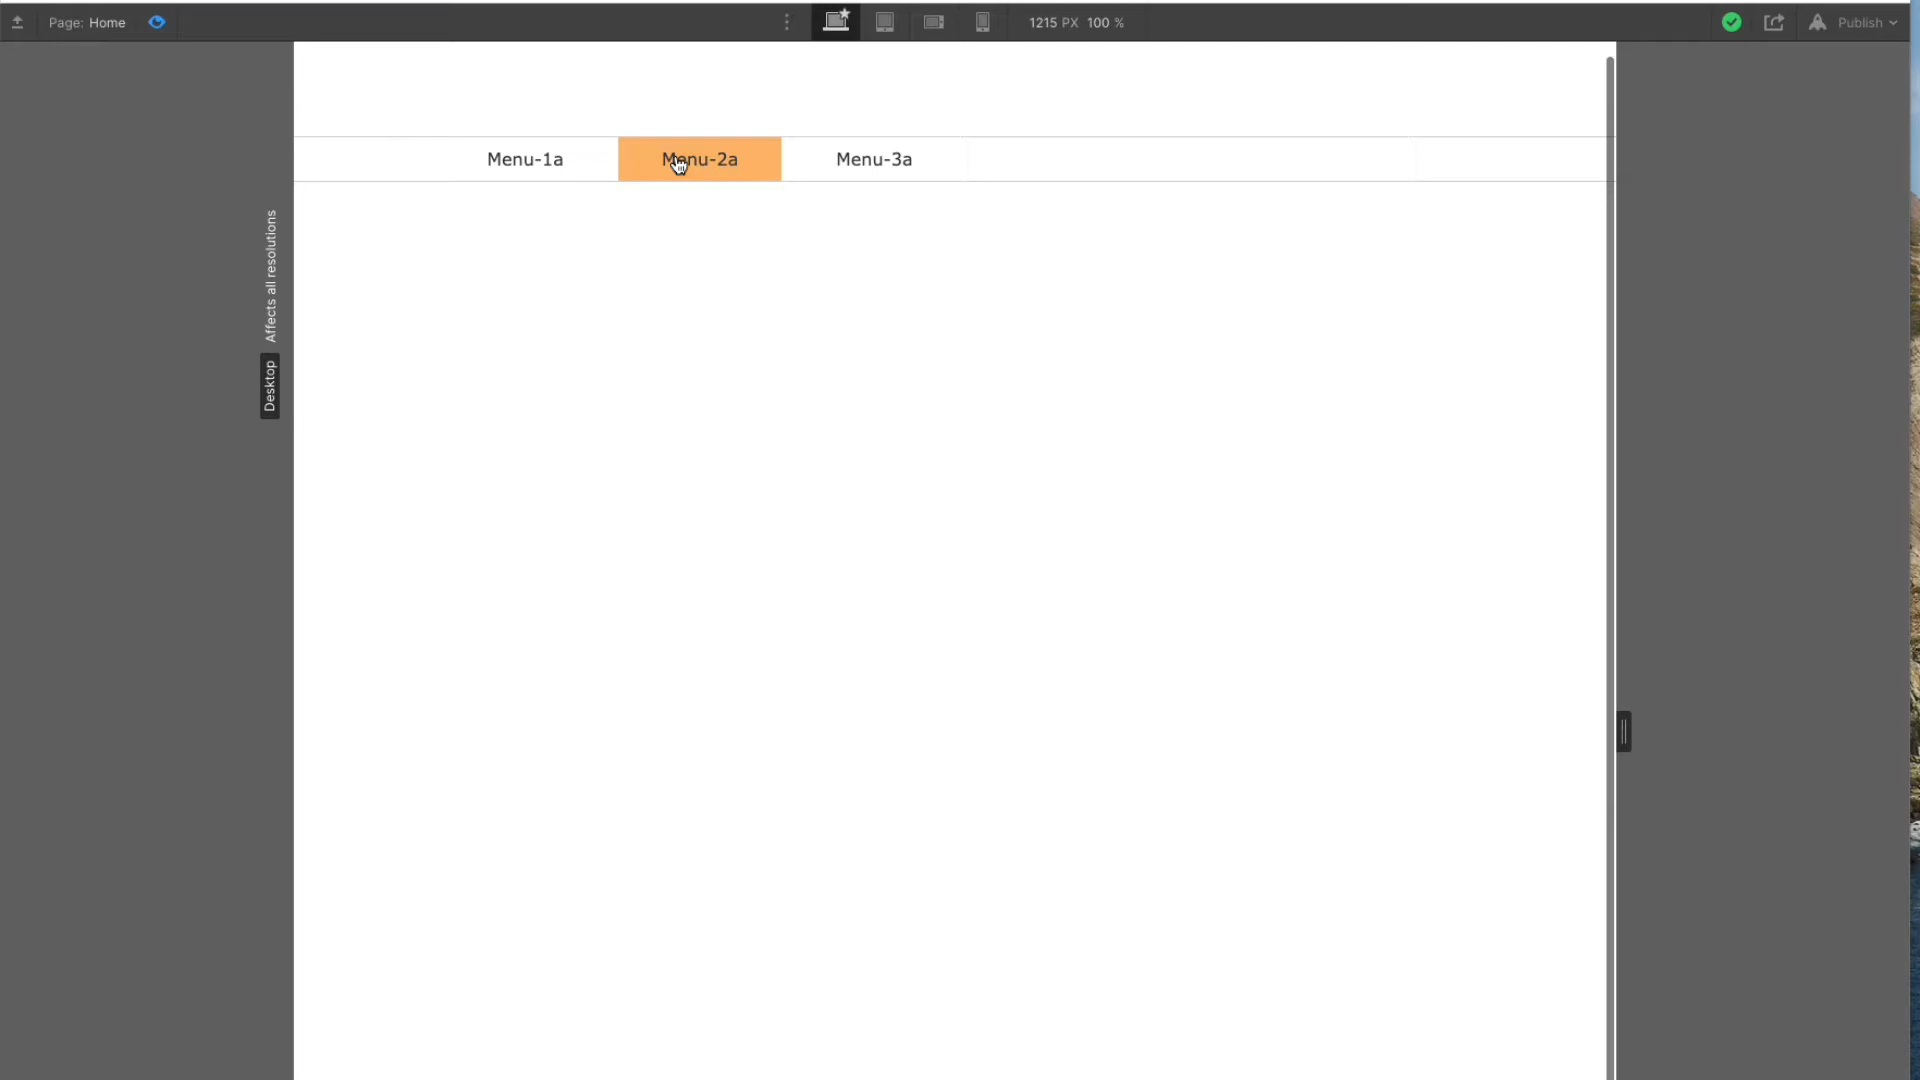 Page: Home
1215 PX 100 %
Publish
Menu-1a
Menu-2a
Menu-3a
Affects all resolutions
Desktop